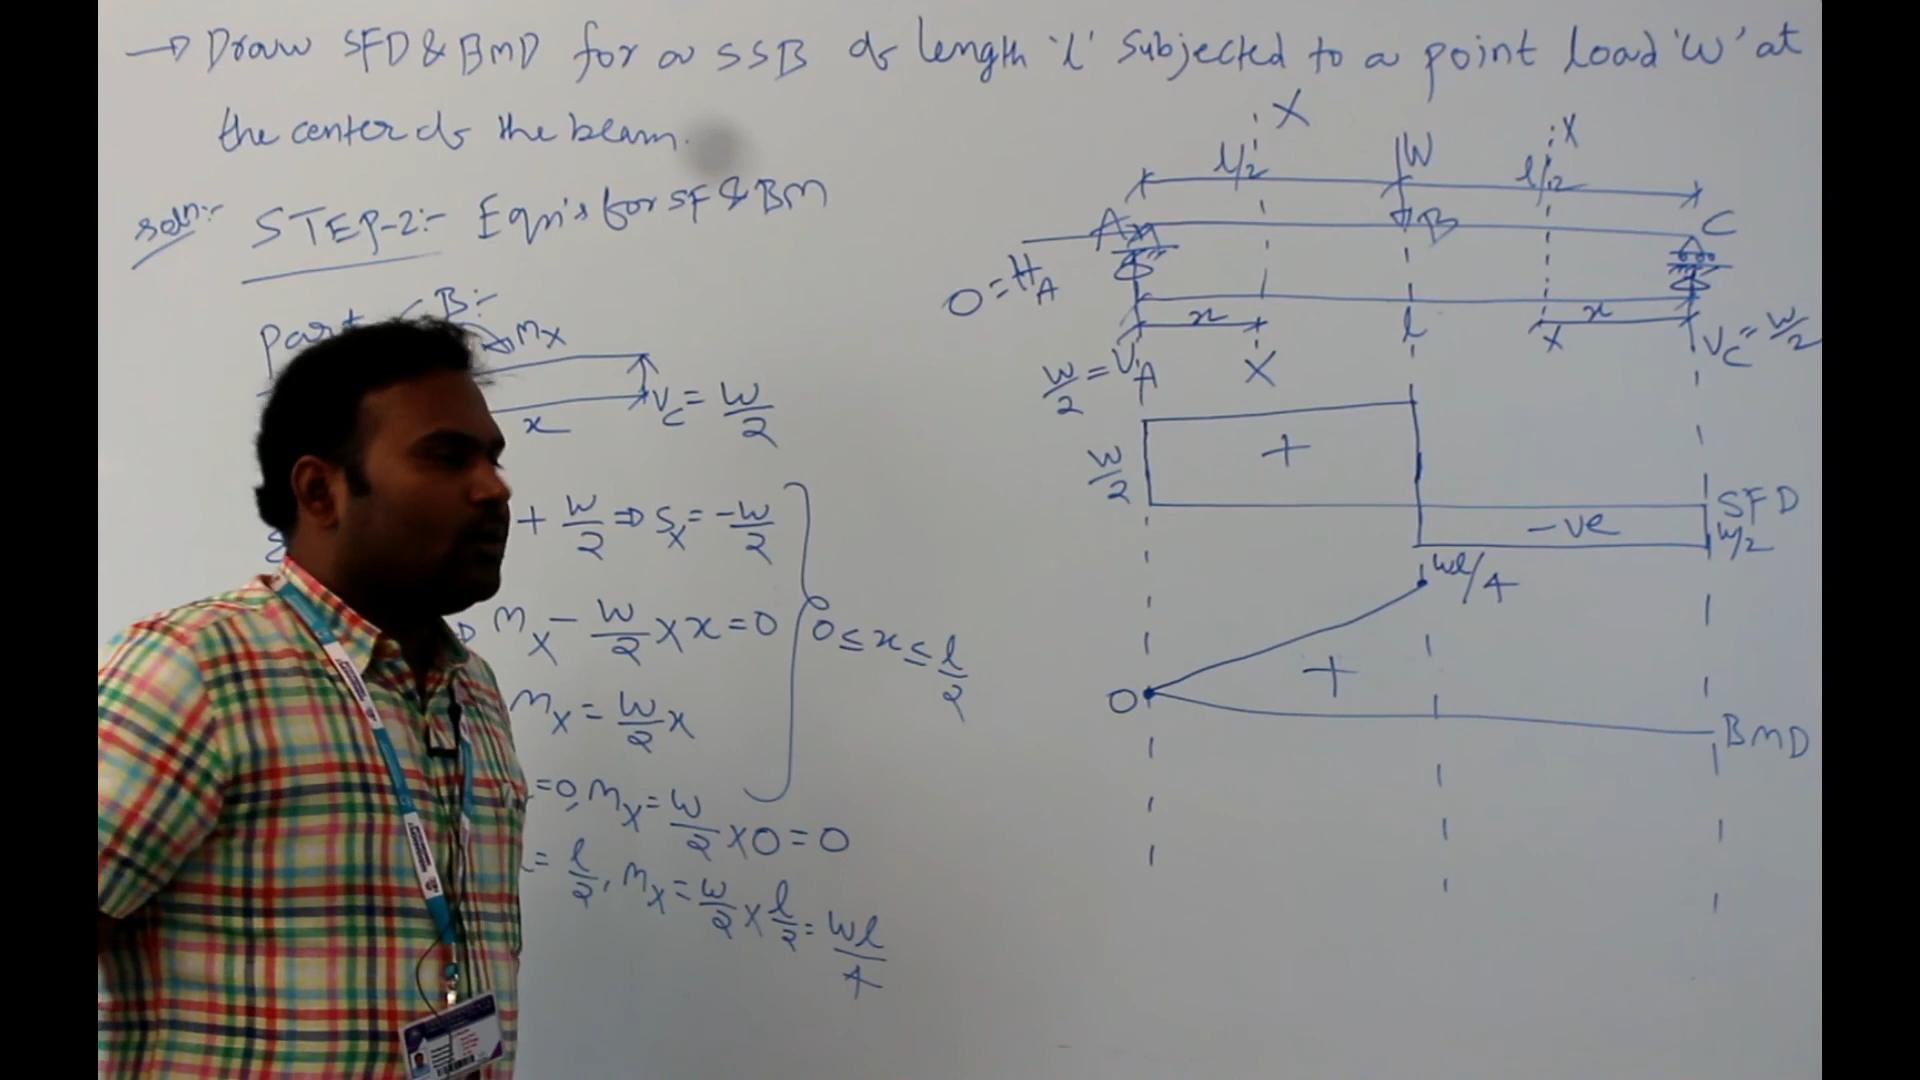 → Draw SFD & BMD for a SSB of length 'l' subjected to a point load 'W' at
the center of the beam.
soln:- STEP-2:- Eqn's for SF & BM
Part CB:-
Mx
x
Vc = W/2
+ W/2 ⇒ Sx = -W/2
Mx - W/2 × x = 0
0 ≤ x ≤ l/2
Mx = W/2 x
=0, Mx = W/2 × 0 = 0
= l/2, Mx = W/2 × l/2 = Wl/4
X
X
l/2
W
l/2
A
B
C
0 = HA
x
l
x
X
X
W/2 = VA
Vc = W/2
W/2
+
SFD
-ve
W/2
Wl/4
0
+
BMD